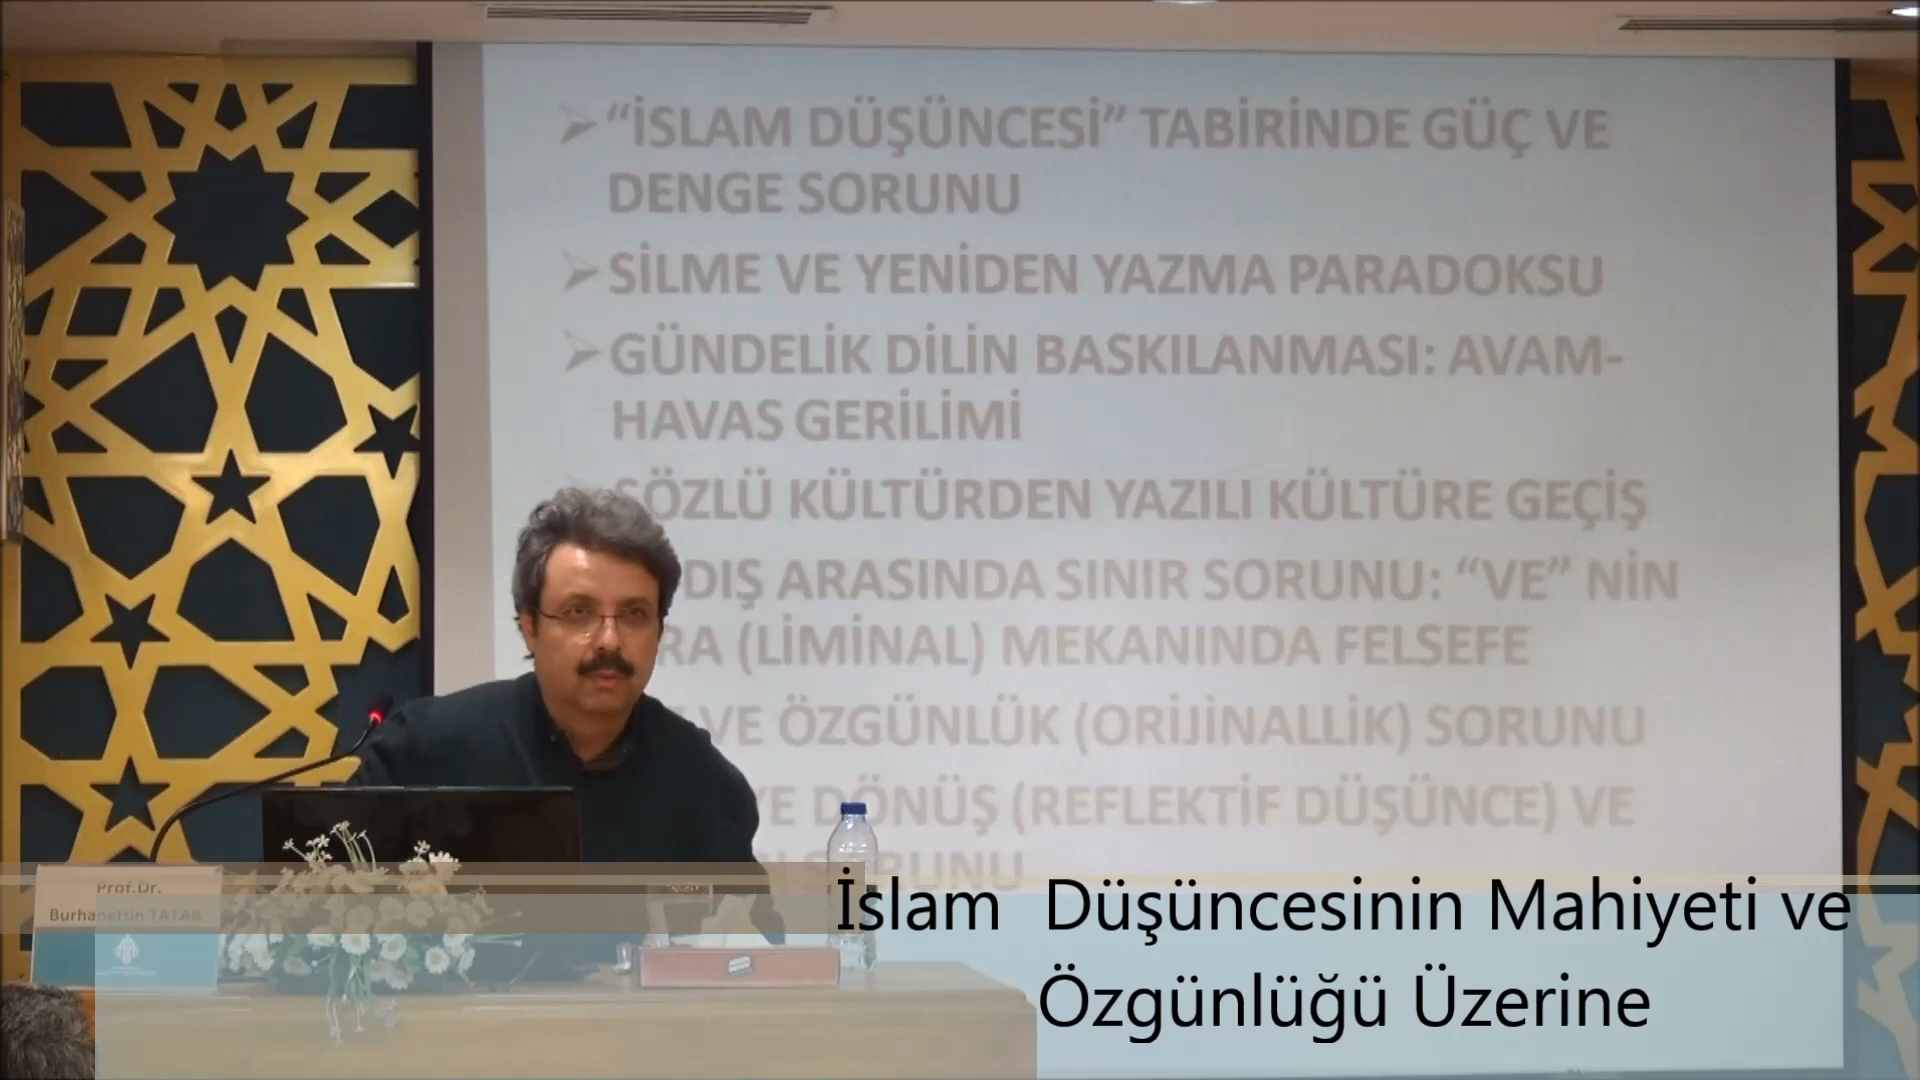 “İSLAM DÜŞÜNCESİ” TABİRİNDE GÜÇ VE
DENGE SORUNU
SİLME VE YENİDEN YAZMA PARADOKSU
GÜNDELİK DİLİN BASKILANMASI: AVAM-
HAVAS GERİLİMİ
SÖZLÜ KÜLTÜRDEN YAZILI KÜLTÜRE GEÇİŞ
DIŞ ARASINDA SINIR SORUNU: “VE” NİN
(LİMİNAL) MEKANINDA FELSEFE
VE ÖZGÜNLÜK (ORİJİNALLİK) SORUNU
DÖNÜŞ (REFLEKTİF DÜŞÜNCE) VE
SORUNU
Prof.Dr.
Burhanettin TATAR
İslam Düşüncesinin Mahiyeti ve
Özgünlüğü Üzerine